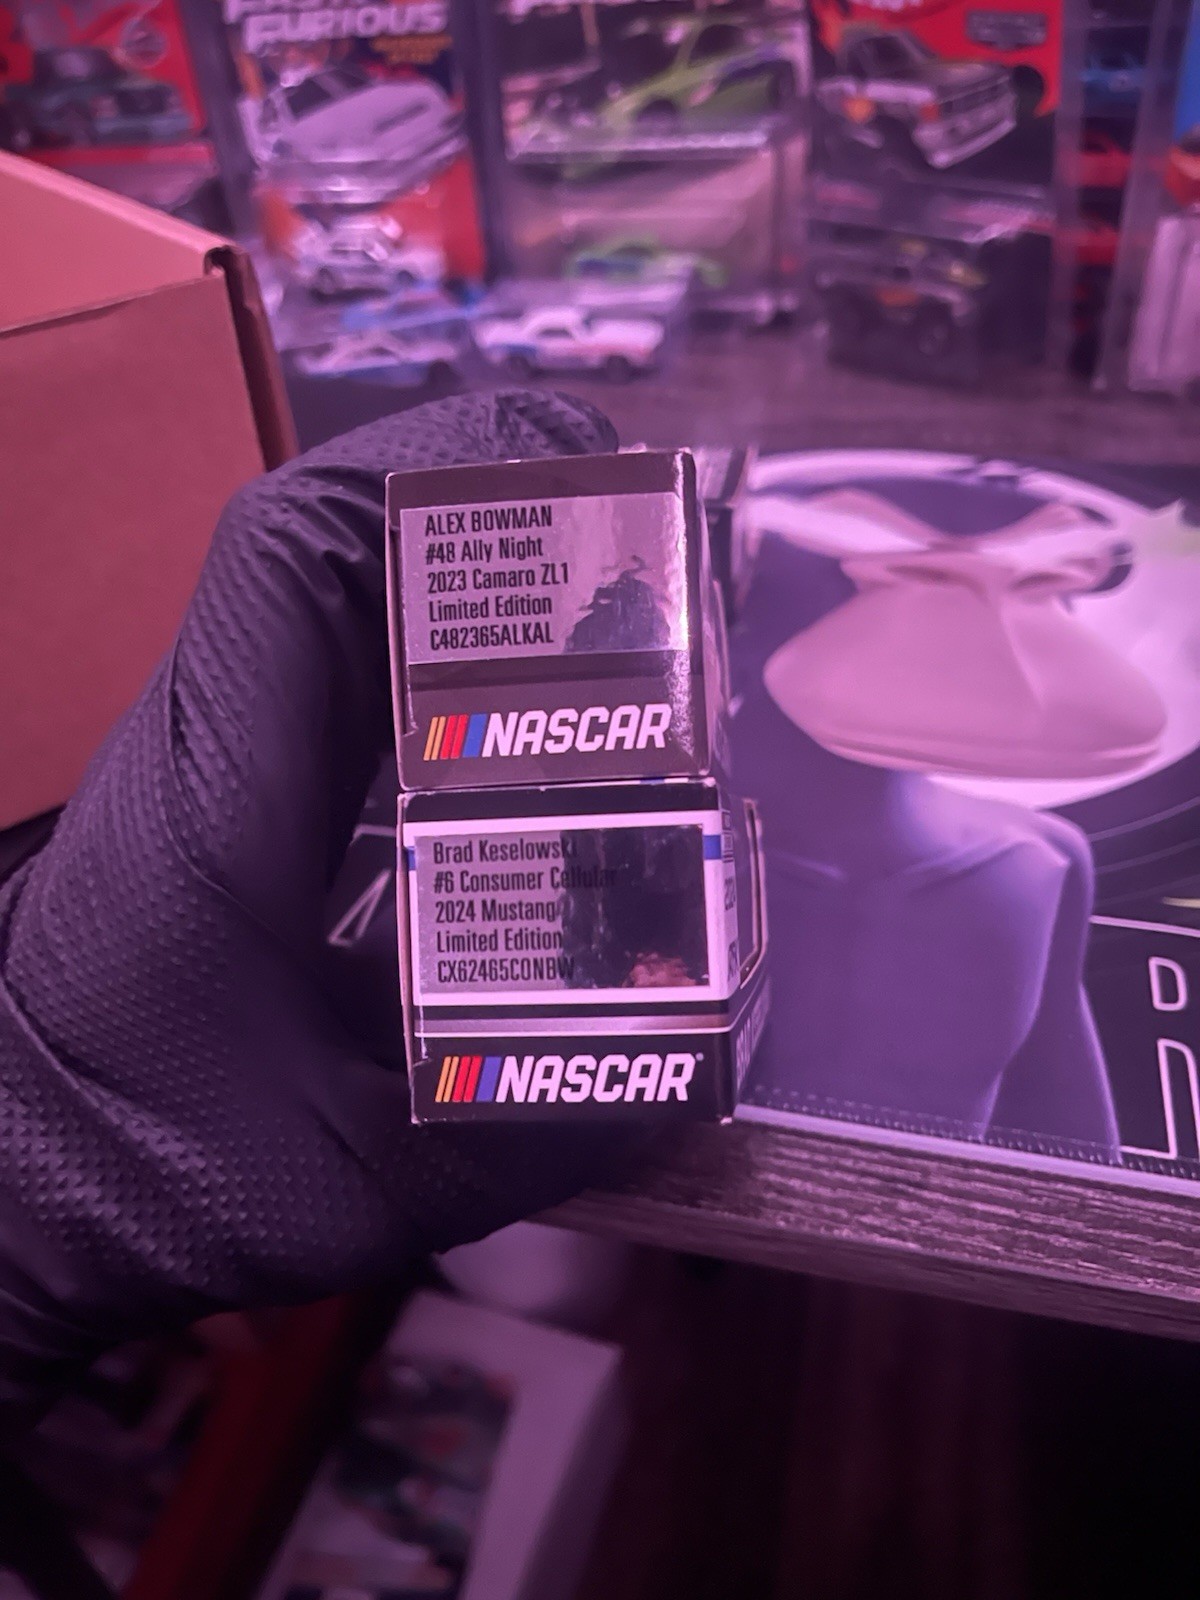 FAST
FURIOUS
ALEX BOWMAN
#48 Ally Night
2023 Camaro ZL1
Limited Edition
C482365ALKAL
NASCAR
Brad Keselowski
#6 Consumer Cellular
2024 Mustang
Limited Edition
CX62465CONBW
NASCAR
D